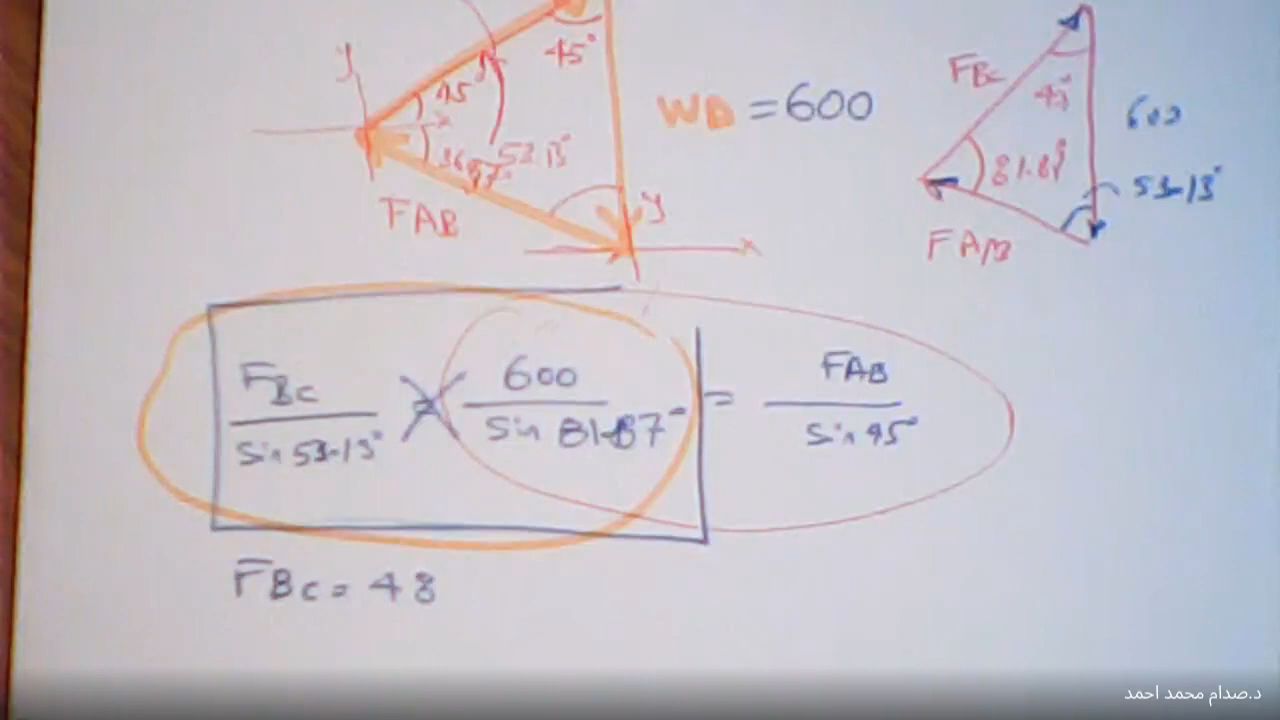 45°
y
45
x
WD = 600
53.13°
FAB
y
x
FBC
45°
600
81.87°
53.13°
FAB
FBC = 600 = FAB
Sin 53.13° Sin 81.87° Sin 45°
FBC = 48
د.صدام محمد احمد